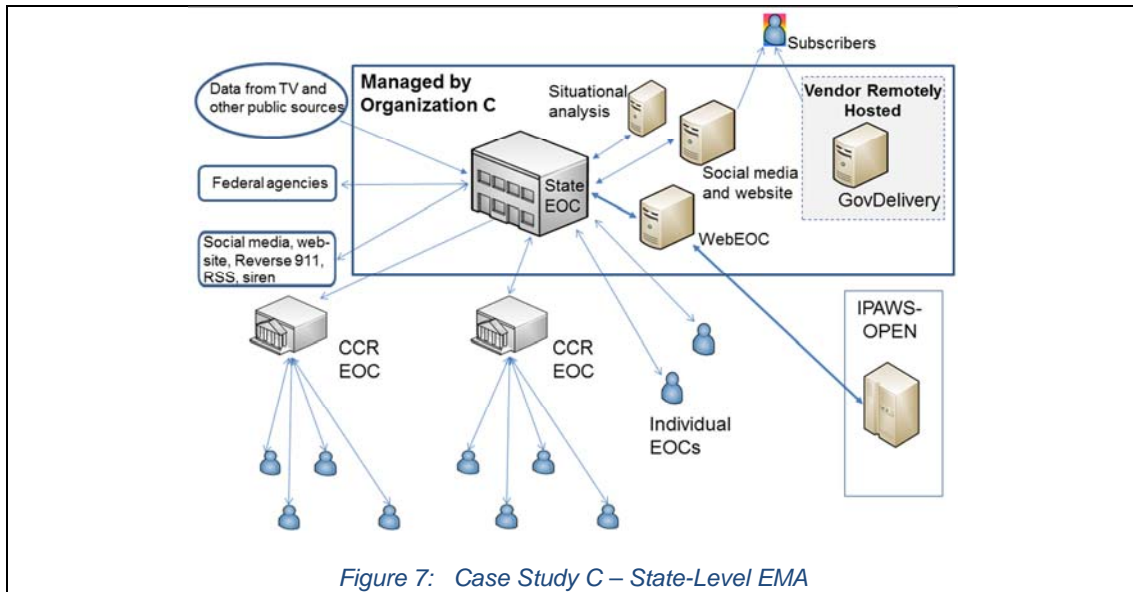 Subscribers
Managed by
Organization C
Data from TV and
other public sources
Situational
analysis
Vendor Remotely
Hosted
Federal agencies
State
EOC
Social media
and website
GovDelivery
WebEOC
Social media, web-
site, Reverse 911,
RSS, siren
IPAWS-
OPEN
CCR
EOC
CCR
EOC
Individual
EOCs
Figure 7: Case Study C – State-Level EMA